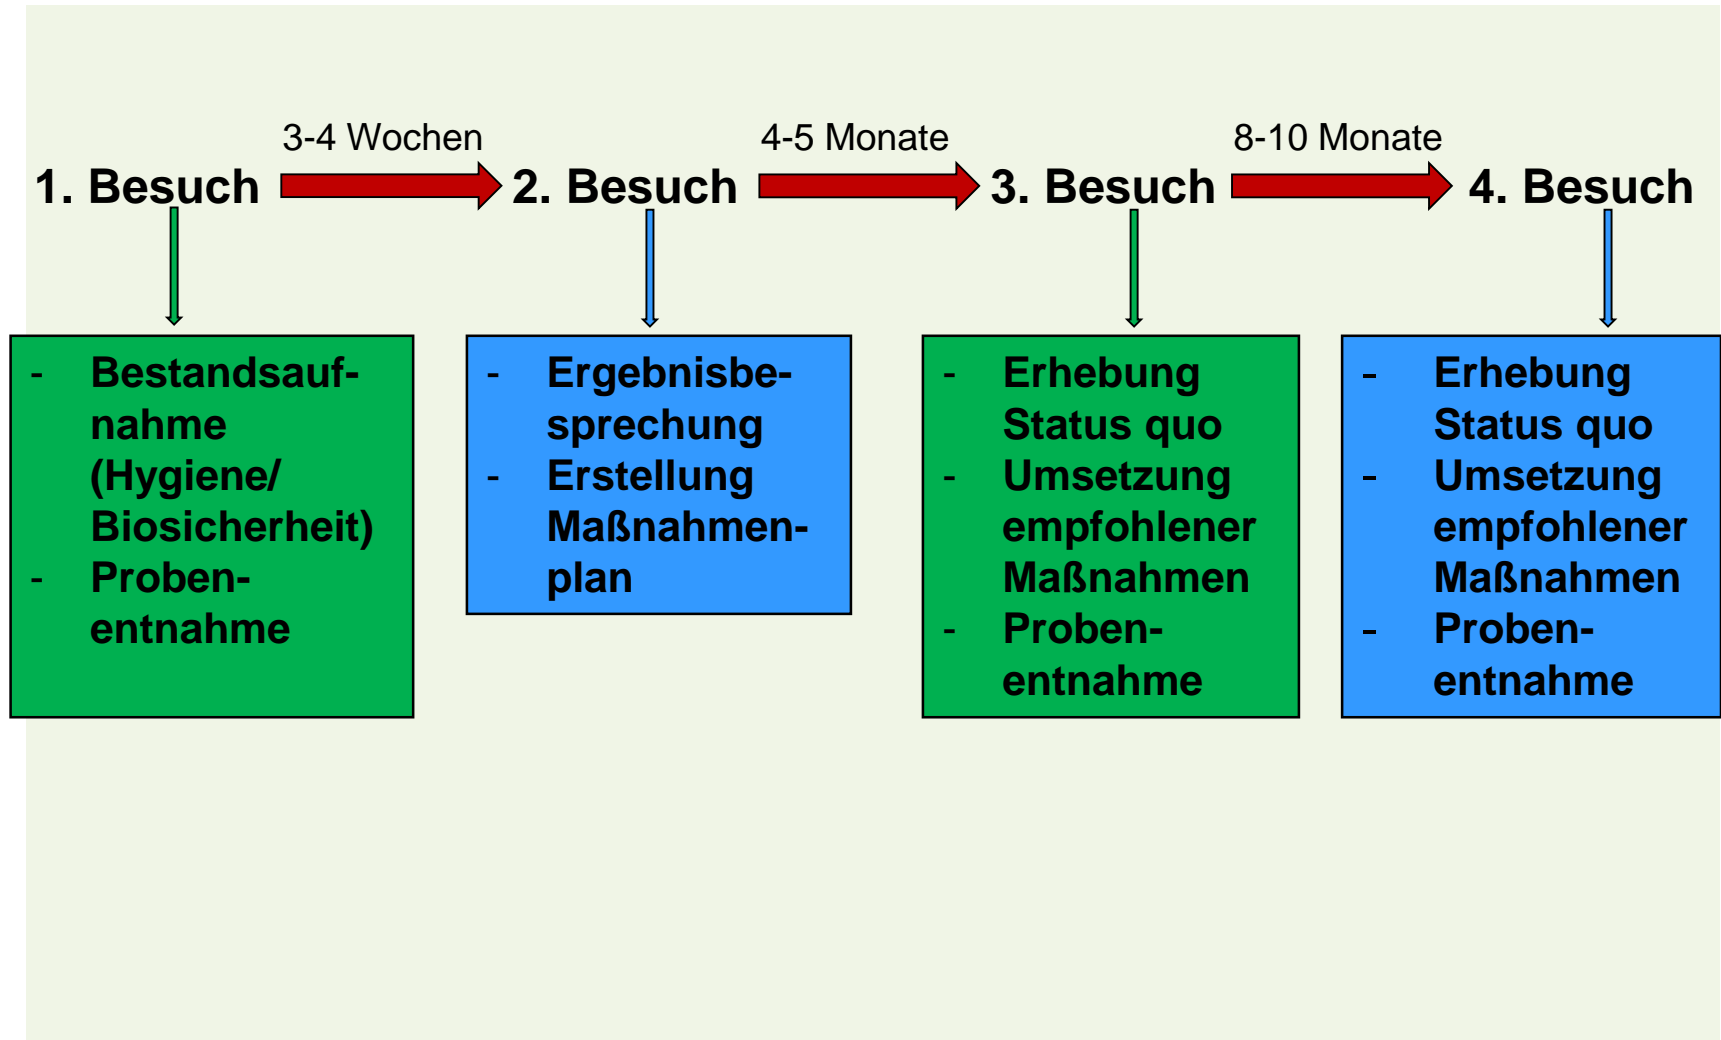 3-4 Wochen
4-5 Monate
8-10 Monate
1. Besuch
2. Besuch
3. Besuch
4. Besuch
- Bestandsauf-
nahme
(Hygiene/
Biosicherheit)
- Proben-
entnahme
- Ergebnisbe-
sprechung
- Erstellung
Maßnahmen-
plan
- Erhebung
Status quo
- Umsetzung
empfohlener
Maßnahmen
- Proben-
entnahme
- Erhebung
Status quo
- Umsetzung
empfohlener
Maßnahmen
- Proben-
entnahme